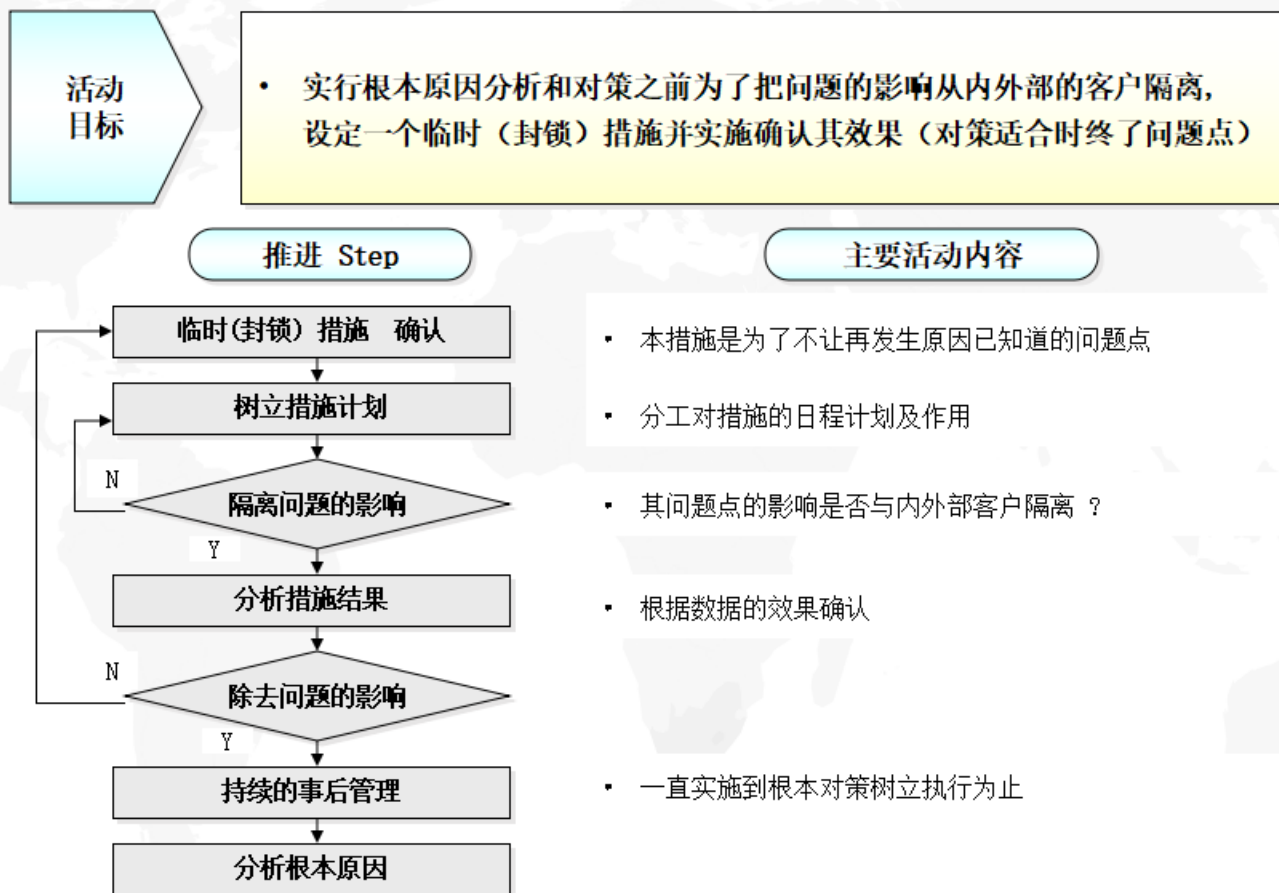 活动
目标
• 实行根本原因分析和对策之前为了把问题的影响从内外部的客户隔离,
设定一个临时（封锁）措施并实施确认其效果（对策适合时终了问题点）
推进 Step
主要活动内容
临时(封锁) 措施 确认
▪ 本措施是为了不让再发生原因已知道的问题点
树立措施计划
▪ 分工对措施的日程计划及作用
N
隔离问题的影响
▪ 其问题点的影响是否与内外部客户隔离 ？
Y
分析措施结果
▪ 根据数据的效果确认
N
除去问题的影响
Y
持续的事后管理
▪ 一直实施到根本对策树立执行为止
分析根本原因